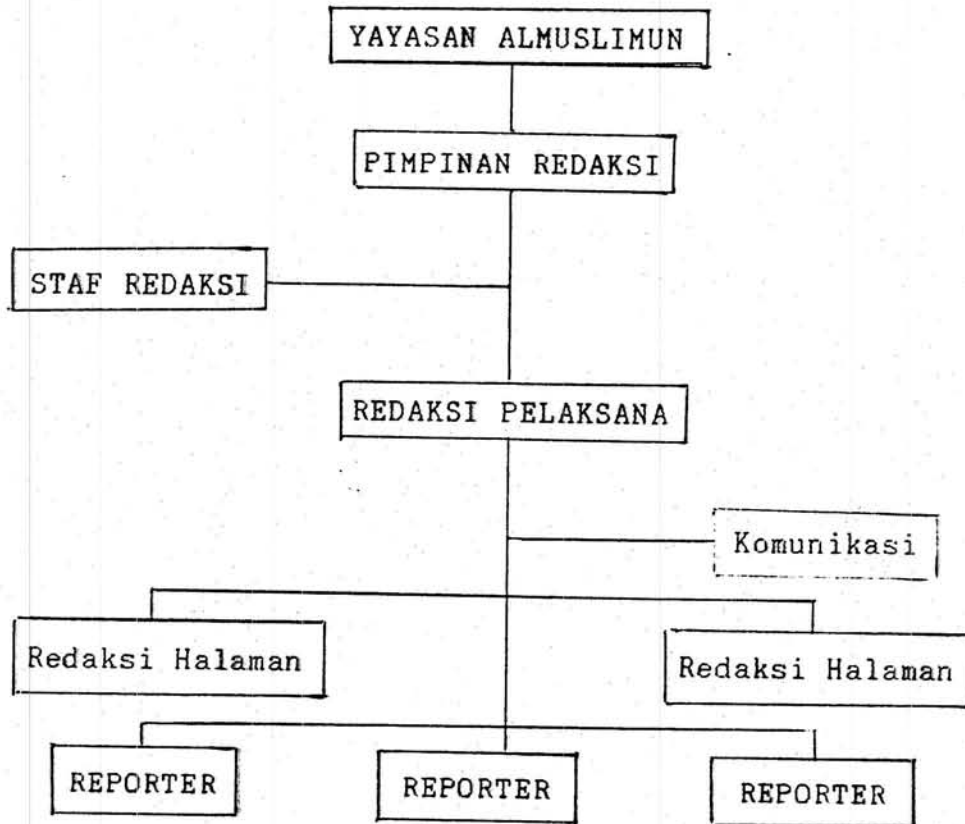 YAYASAN ALMUSLIMUN
PIMPINAN REDAKSI
STAF REDAKSI
REDAKSI PELAKSANA
Komunikasi
Redaksi Halaman
Redaksi Halaman
REPORTER
REPORTER
REPORTER